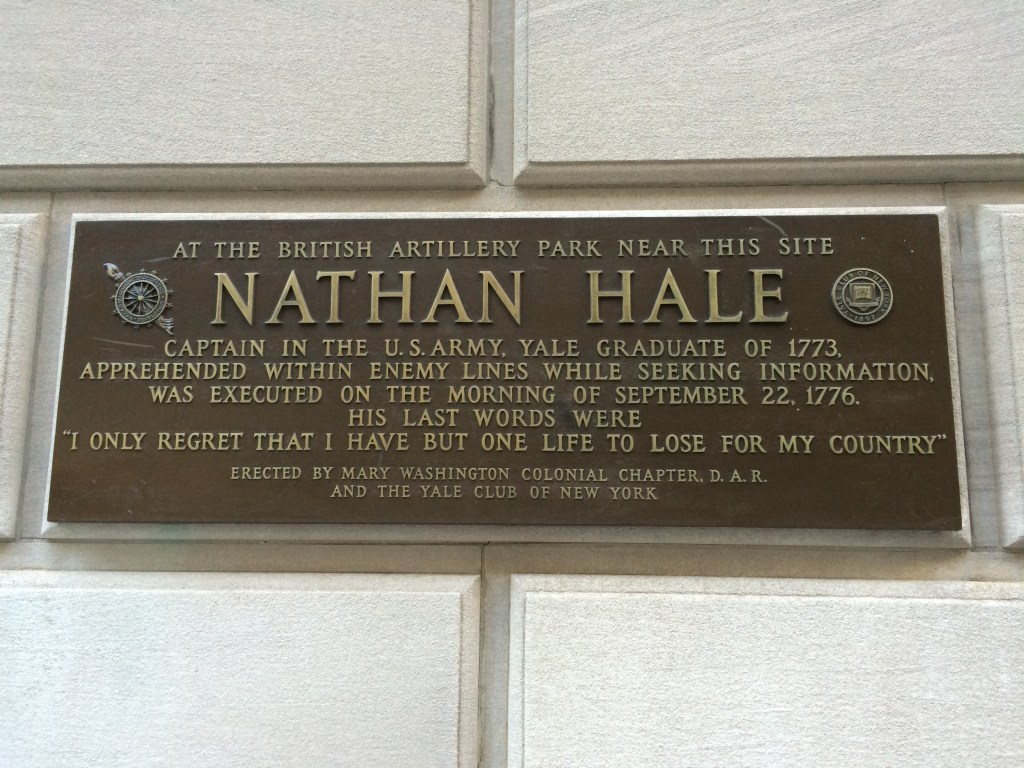 AT THE BRITISH ARTILLERY PARK NEAR THIS SITE
NATHAN HALE
CAPTAIN IN THE U.S. ARMY, YALE GRADUATE OF 1773,
APPREHENDED WITHIN ENEMY LINES WHILE SEEKING INFORMATION,
WAS EXECUTED ON THE MORNING OF SEPTEMBER 22, 1776.
HIS LAST WORDS WERE
"I ONLY REGRET THAT I HAVE BUT ONE LIFE TO LOSE FOR MY COUNTRY"
ERECTED BY MARY WASHINGTON COLONIAL CHAPTER, D. A. R.
AND THE YALE CLUB OF NEW YORK